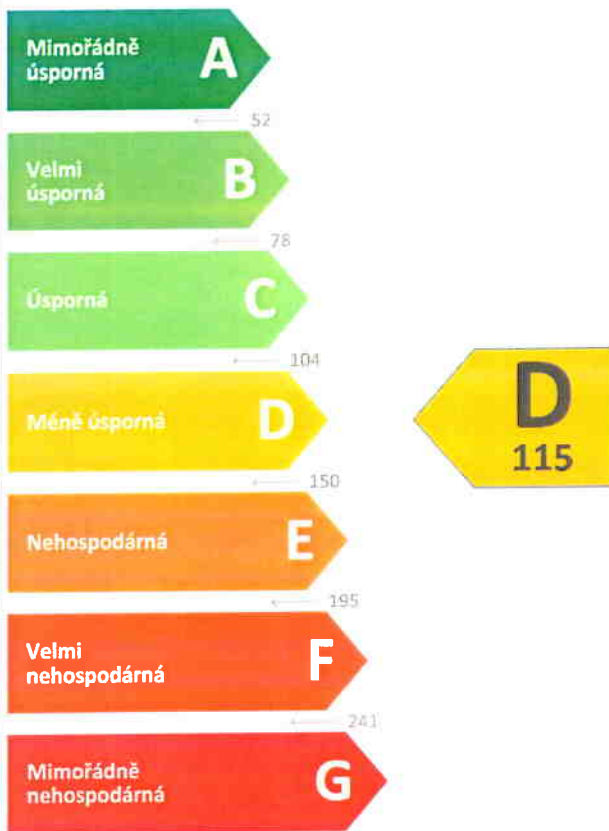 Mimořádně
úsporná
A
52
Velmi
úsporná
B
78
Úsporná
C
104
Méně úsporná
D
D
115
150
Nehospodárná
E
195
Velmi
nehospodárná
F
241
Mimořádně
nehospodárná
G